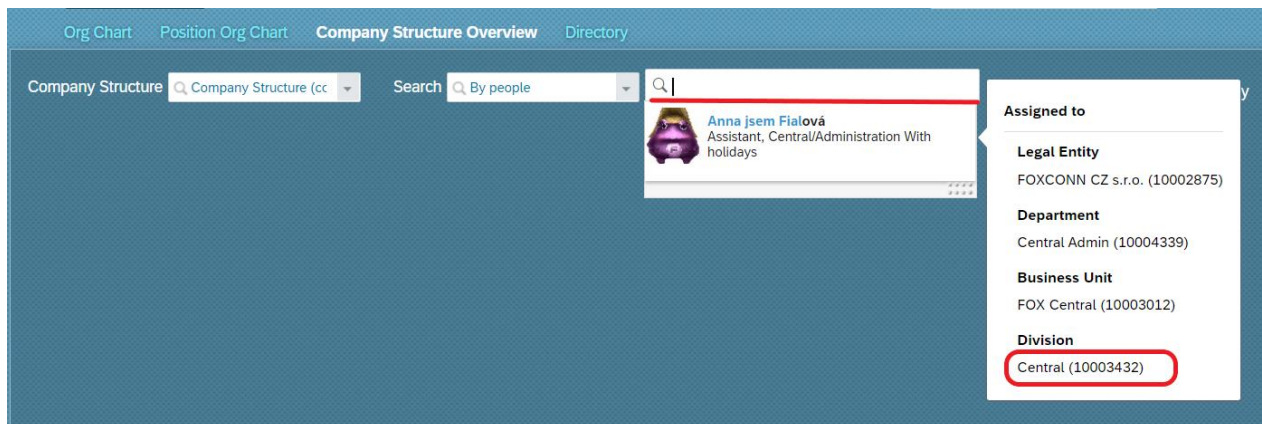 Org Chart Position Org Chart Company Structure Overview Directory
Company Structure Company Structure (cc Search By people
y
Anna jsem Fialová
Assistant, Central/Administration With
holidays
Assigned to
Legal Entity
FOXCONN CZ s.r.o. (10002875)
Department
Central Admin (10004339)
Business Unit
FOX Central (10003012)
Division
Central (10003432)